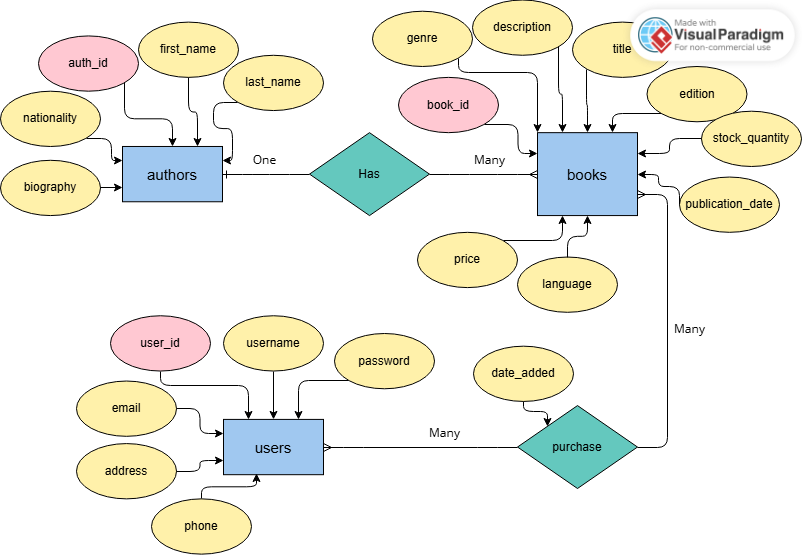 Made with
Visual Paradigm
For non-commercial use
description
genre
title
first_name
auth_id
last_name
edition
book_id
nationality
stock_quantity
One
Many
authors
Has
books
biography
publication_date
price
language
Many
user_id
username
password
date_added
email
Many
users
purchase
address
phone